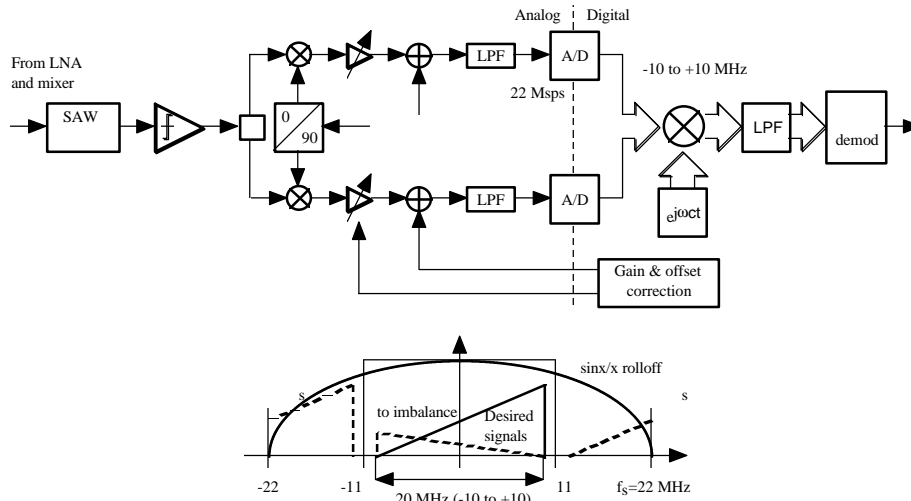 Analog
Digital
From LNA
and mixer
SAW
0
90
LPF
A/D
22 Msps
-10 to +10 MHz
LPF
demod
LPF
A/D
ejωct
Gain & offset
correction
sinx/x rolloff
s
to imbalance
Desired
signals
s
-22
-11
11
fs=22 MHz
20 MHz (-10 to +10)